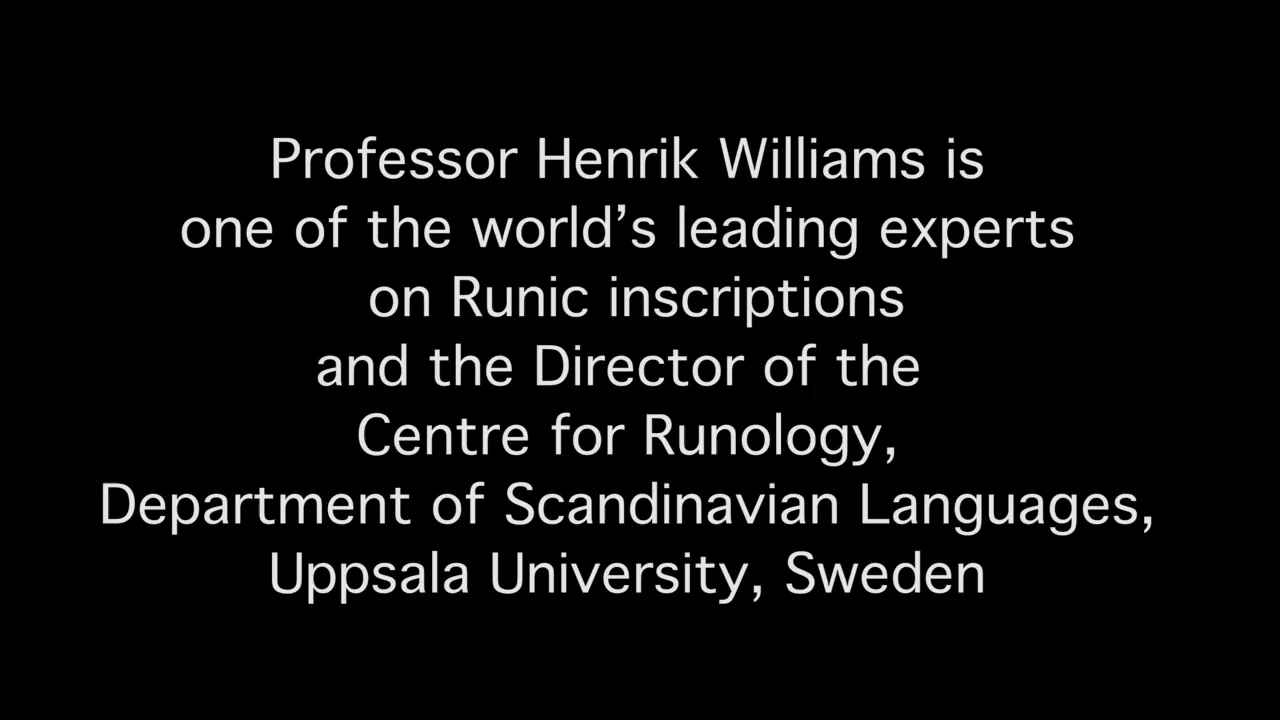 Professor Henrik Williams is
one of the world’s leading experts
on Runic inscriptions
and the Director of the
Centre for Runology,
Department of Scandinavian Languages,
Uppsala University, Sweden